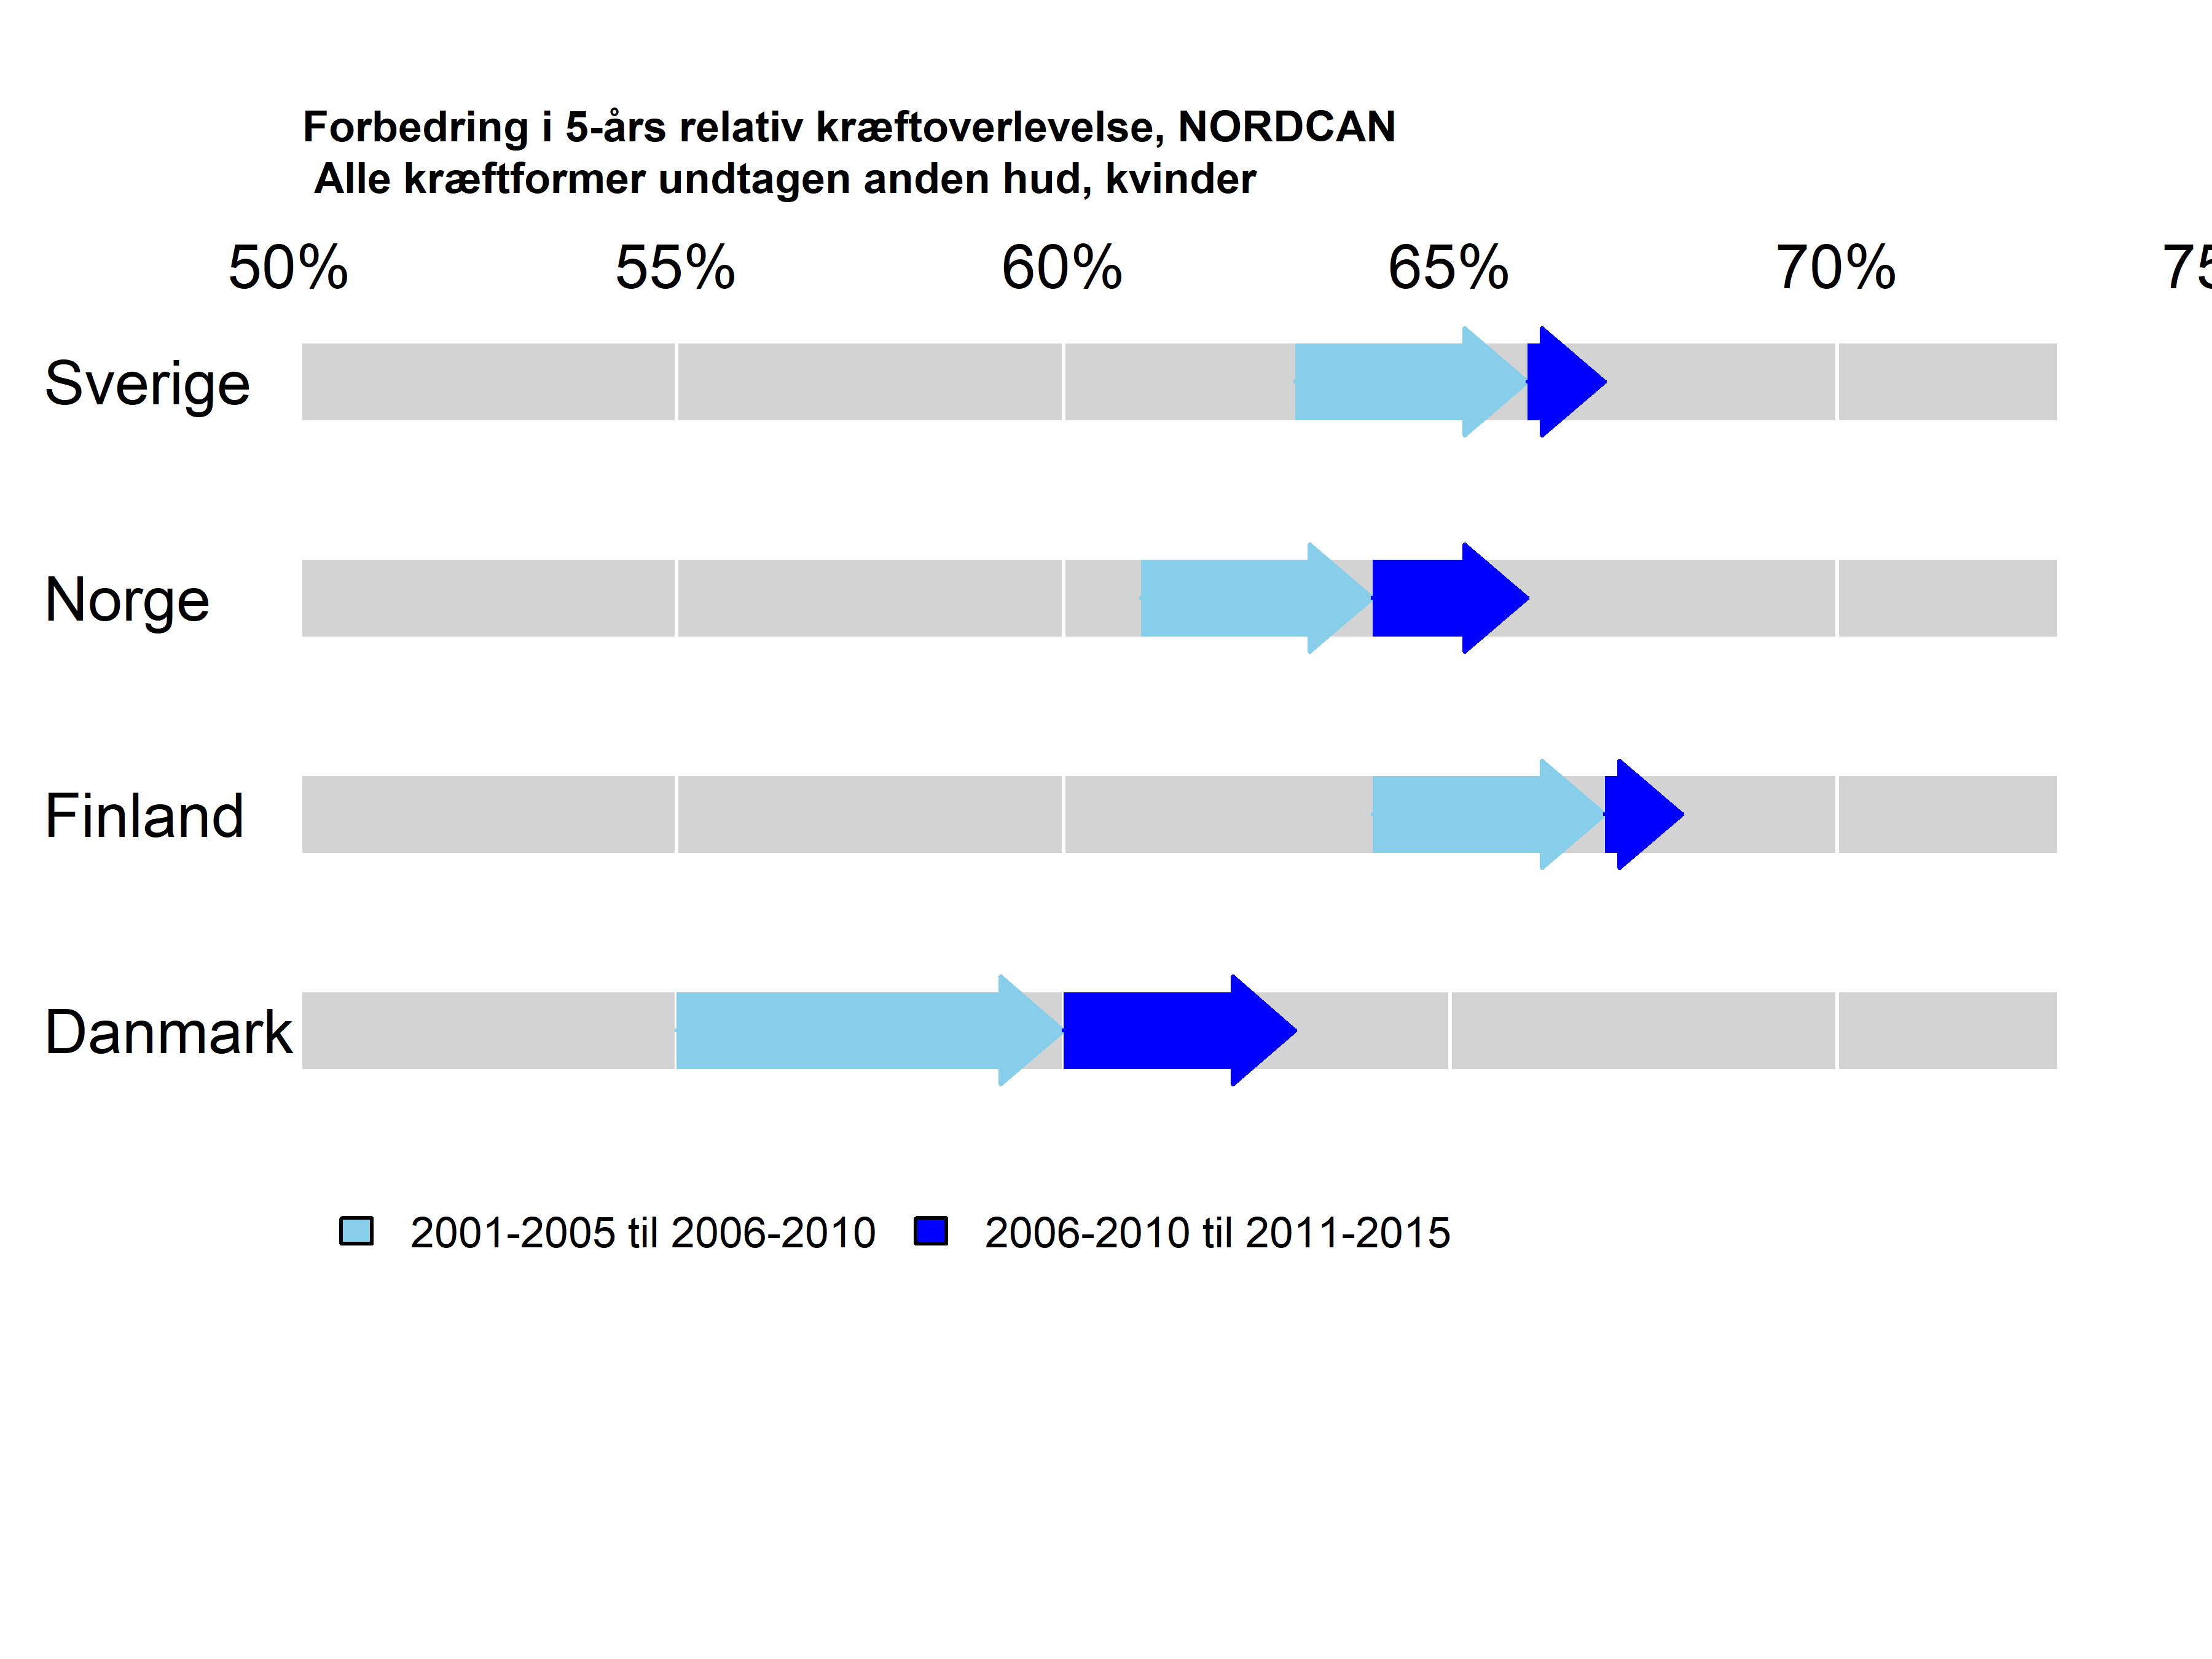 Forbedring i 5-års relativ kræftoverlevelse, NORDCAN
Alle kræftformer undtagen anden hud, kvinder
50% 55% 60% 65% 70% 75
Sverige
Norge
Finland
Danmark
2001-2005 til 2006-2010 2006-2010 til 2011-2015